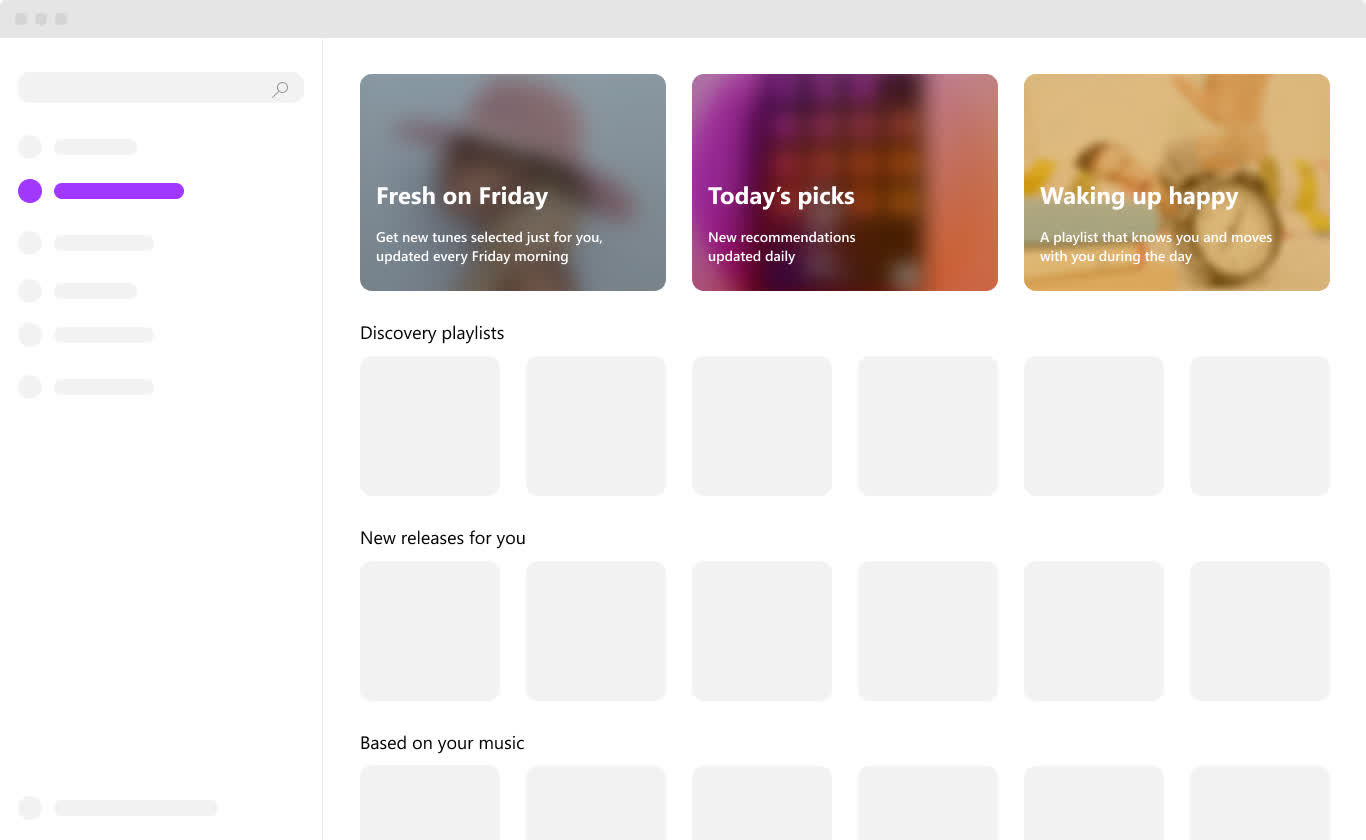 Fresh on Friday
Get new tunes selected just for you,
updated every Friday morning
Today’s picks
New recommendations
updated daily
Waking up happy
A playlist that knows you and moves
with you during the day
Discovery playlists
New releases for you
Based on your music